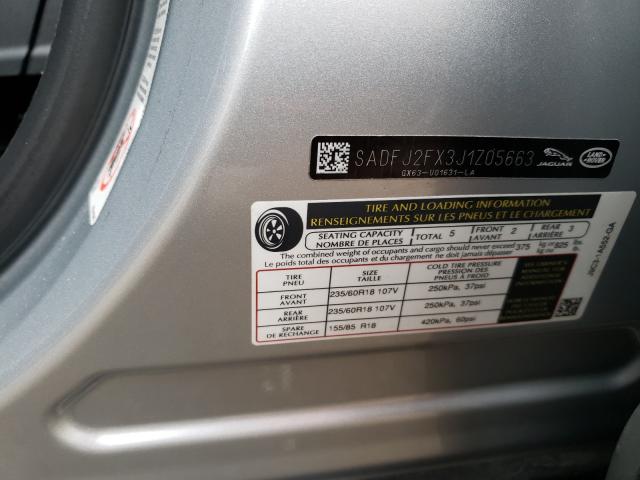 SADFJ2FX3J1Z05663
JAGUAR
LAND ROVER
GX63-U01631-LA
TIRE AND LOADING INFORMATION
RENSEIGNEMENTS SUR LES PNEUS ET LE CHARGEMENT
SEATING CAPACITY
NOMBRE DE PLACES
TOTAL 5
FRONT
AVANT
2
REAR
ARRIÈRE
3
The combined weight of occupants and cargo should never exceed
Le poids total des occupants et du chargement ne doit jamais dépasser
375
kg or
kg ou
825
lbs.
lb.
TIRE
PNEU
SIZE
TAILLE
COLD TIRE PRESSURE
PRESSION DES
PNEUS À FROID
FRONT
AVANT
235/60R18 107V
250kPa, 37psi
REAR
ARRIÈRE
235/60R18 107V
250kPa, 37psi
SPARE
DE RECHANGE
155/85 R18
420kPa, 60psi